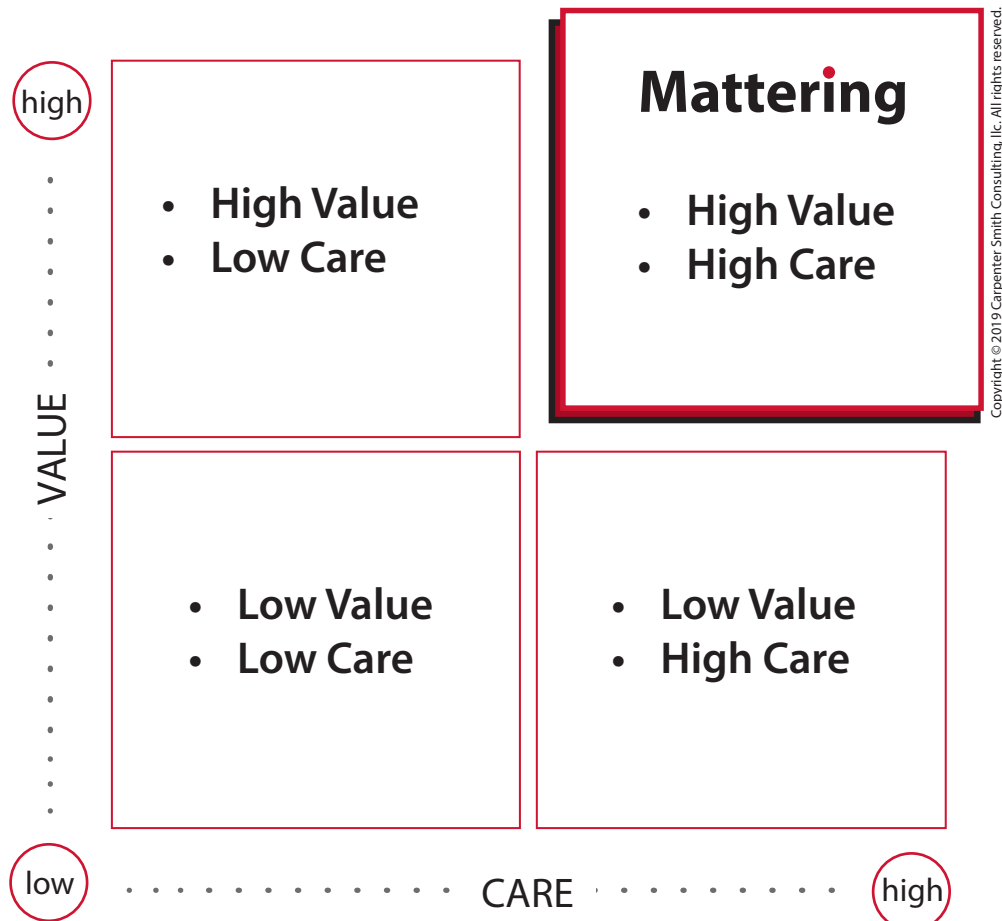 high
Mattering
• High Value
• Low Care
• High Value
• High Care
VALUE
• Low Value
• Low Care
• Low Value
• High Care
low
CARE
high
Copyright © 2019 Carpenter Smith Consulting, llc. All rights reserved.